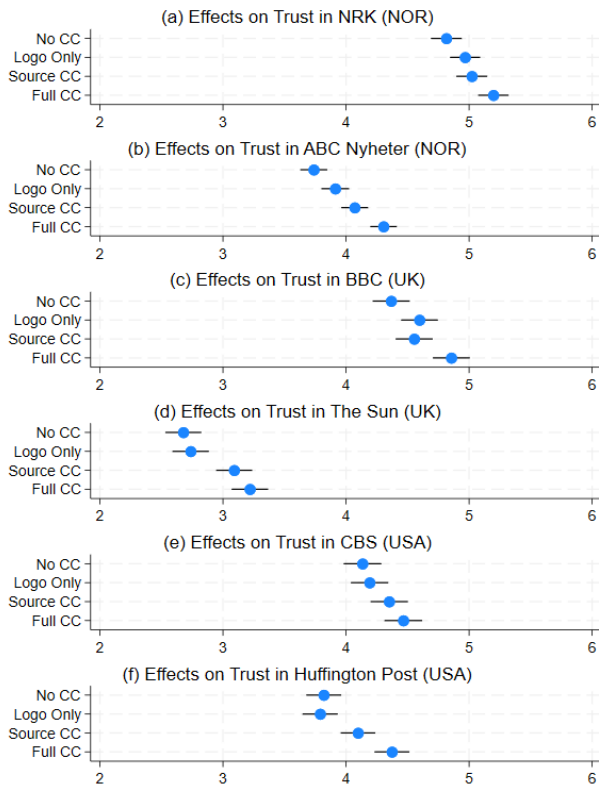 (a) Effects on Trust in NRK (NOR)
No CC
Logo Only
Source CC
Full CC
2 3 4 5 6
(b) Effects on Trust in ABC Nyheter (NOR)
No CC
Logo Only
Source CC
Full CC
2 3 4 5 6
(c) Effects on Trust in BBC (UK)
No CC
Logo Only
Source CC
Full CC
2 3 4 5 6
(d) Effects on Trust in The Sun (UK)
No CC
Logo Only
Source CC
Full CC
2 3 4 5 6
(e) Effects on Trust in CBS (USA)
No CC
Logo Only
Source CC
Full CC
2 3 4 5 6
(f) Effects on Trust in Huffington Post (USA)
No CC
Logo Only
Source CC
Full CC
2 3 4 5 6